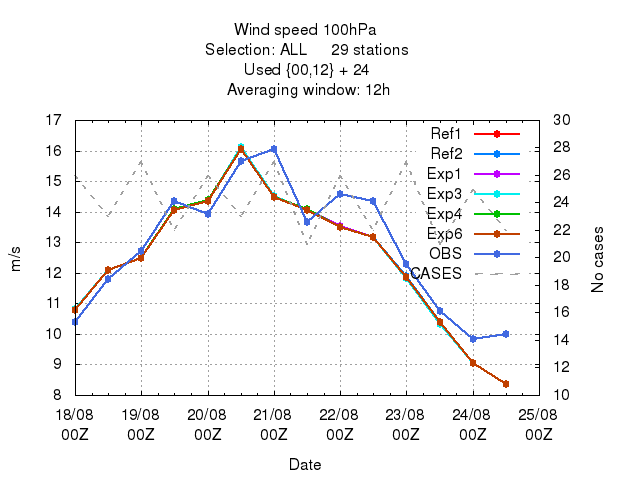 Wind speed 100hPa
Selection: ALL 29 stations
Used {00,12} + 24
Averaging window: 12h
17
16
15
14
13
12
11
10
9
8
m/s
30
28
26
24
22
20
18
16
14
12
10
No cases
Ref1
Ref2
Exp1
Exp3
Exp4
Exp6
OBS
CASES
18/08 19/08 20/08 21/08 22/08 23/08 24/08 25/08
00Z 00Z 00Z 00Z 00Z 00Z 00Z 00Z
Date